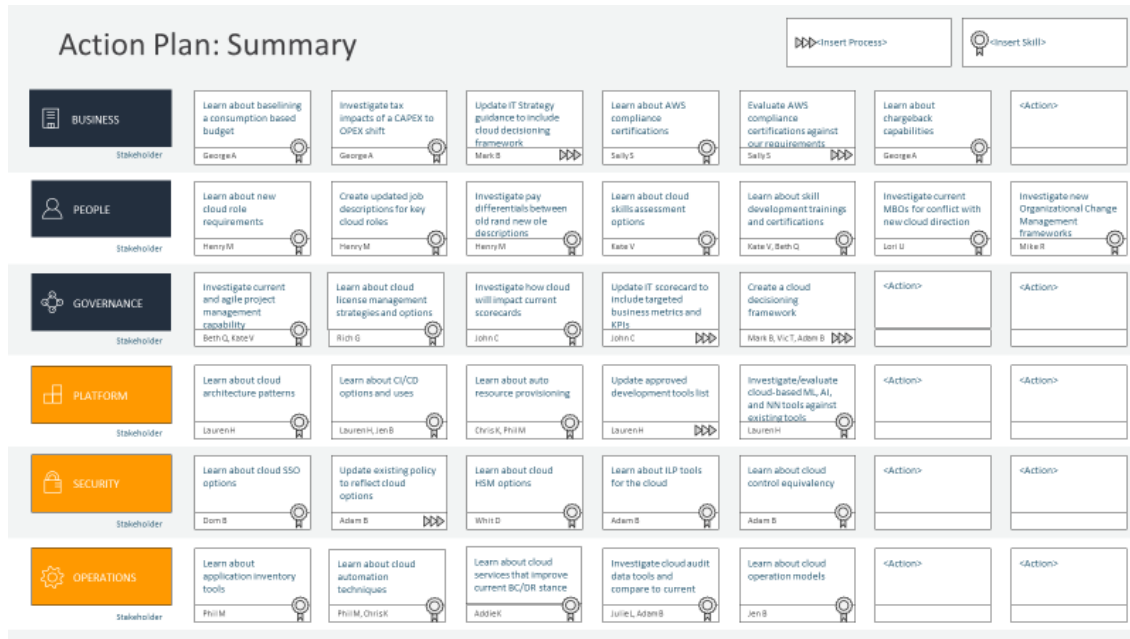 Action Plan: Summary
<Insert Process>
<Insert Skill>
BUSINESS
Stakeholder
Learn about baselining
a consumption based
budget
George A
Investigate tax
impacts of a CAPEX to
OPEX shift
George A
Update IT Strategy
guidance to include
cloud decisioning
framework
Mark B
Learn about AWS
compliance
certifications
Sally S
Evaluate AWS
compliance
certifications against
our requirements
Sally S
Learn about
chargeback
capabilities
George A
<Action>
PEOPLE
Stakeholder
Learn about new
cloud role
requirements
Henry M
Create updated job
descriptions for key
cloud roles
Henry M
Investigate pay
differentials between
old rand new ole
descriptions
Henry M
Learn about cloud
skills assessment
options
Kate V
Learn about skill
development trainings
and certifications
Kate V, Beth Q
Investigate current
MBOs for conflict with
new cloud direction
Lori U
Investigate new
Organizational Change
Management
frameworks
Mike R
GOVERNANCE
Stakeholder
Investigate current
and agile project
management
capability
Beth Q, Kate V
Learn about cloud
license management
strategies and options
Rich G
Investigate how cloud
will impact current
scorecards
John C
Update IT scorecard to
include targeted
business metrics and
KPIs
John C
Create a cloud
decisioning
framework
Mark B, Vic T, Adam B
<Action>
<Action>
PLATFORM
Stakeholder
Learn about cloud
architecture patterns
Lauren H
Learn about CI/CD
options and uses
Lauren H, Jen B
Learn about auto
resource provisioning
Chris K, Phil M
Update approved
development tools list
Lauren H
Investigate/evaluate
cloud-based ML, AI,
and NN tools against
existing tools
Lauren H
<Action>
<Action>
SECURITY
Stakeholder
Learn about cloud SSO
options
Dom B
Update existing policy
to reflect cloud
options
Adam B
Learn about cloud
HSM options
Whit D
Learn about ILP tools
for the cloud
Adam B
Learn about cloud
control equivalency
Adam B
<Action>
<Action>
OPERATIONS
Stakeholder
Learn about
application inventory
tools
Phil M
Learn about cloud
automation
techniques
Phil M, Chris K
Learn about cloud
services that improve
current BC/DR stance
Addie K
Investigate cloud audit
data tools and
compare to current
Julie L, Adam B
Learn about cloud
operation models
Jen B
<Action>
<Action>